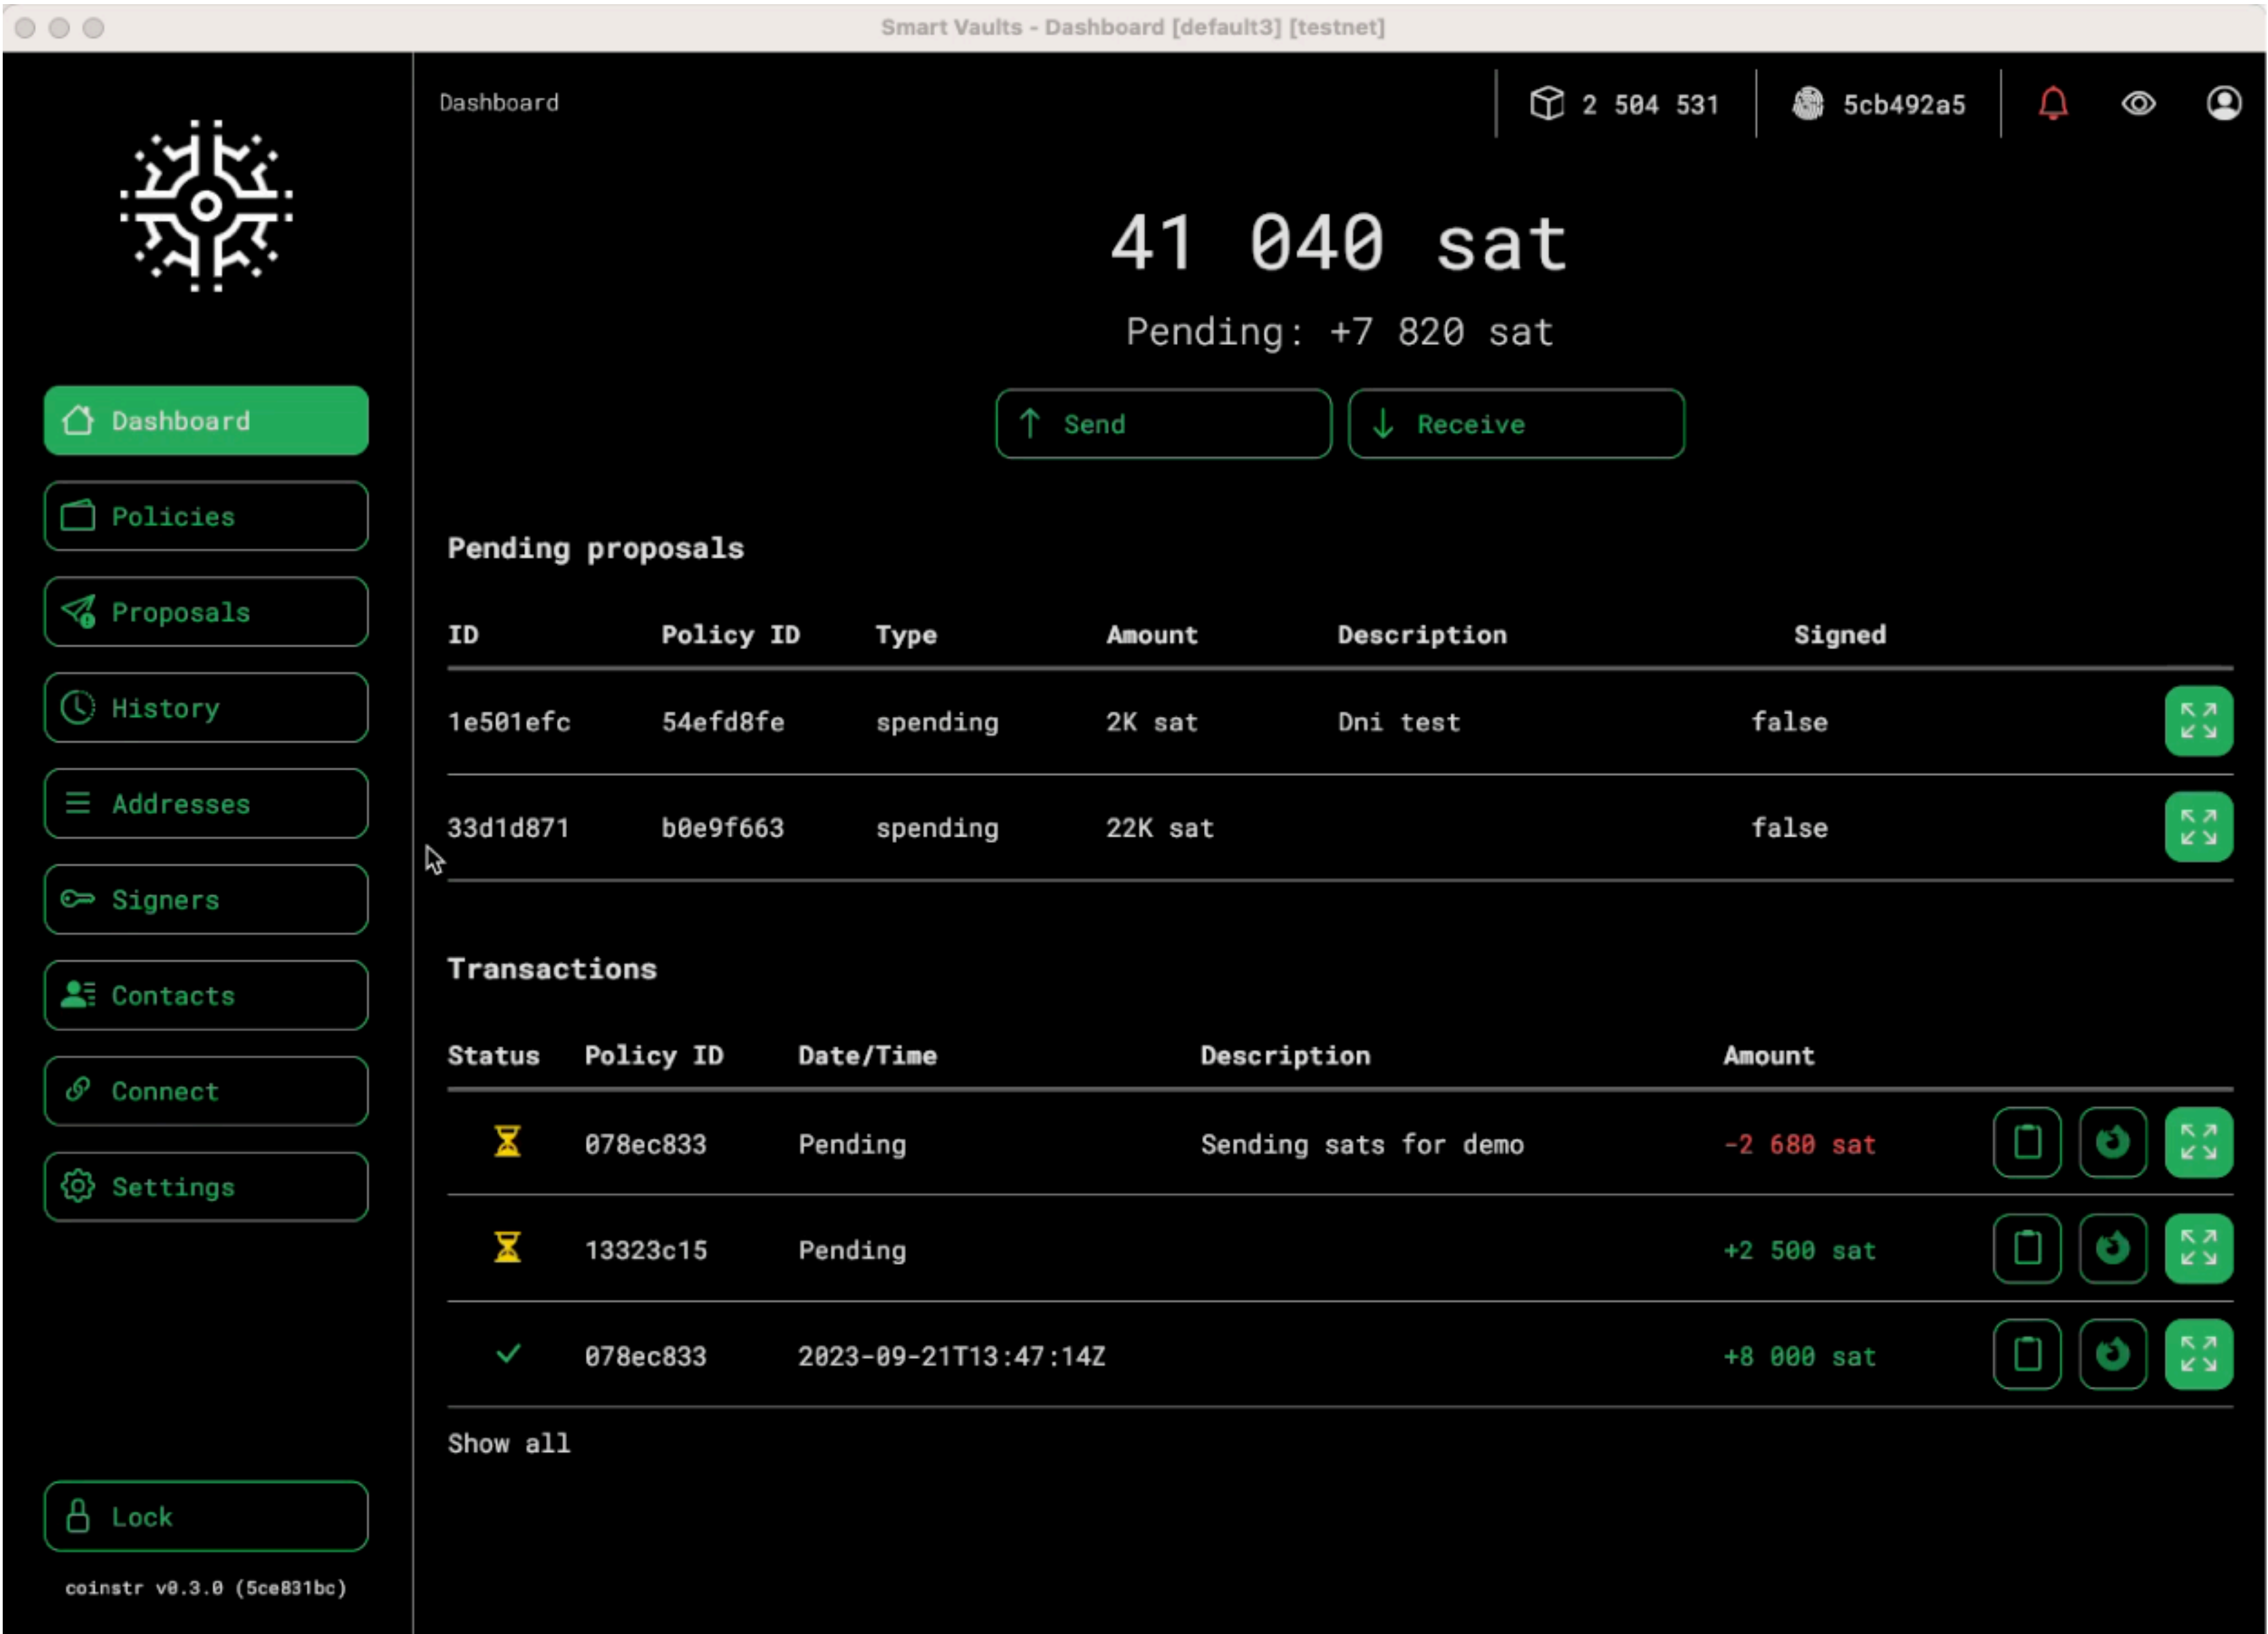 Smart Vaults - Dashboard [default3] [testnet]
Dashboard
2 504 531
5cb492a5
41 040 sat
Pending: +7 820 sat
Send
Receive
Dashboard
Policies
Proposals
History
Addresses
Signers
Contacts
Connect
Settings
Lock
coinstr v0.3.0 (5ce831bc)
Pending proposals
ID Policy ID Type Amount Description Signed
1e501efc 54efd8fe spending 2K sat Dni test false
33d1d871 b0e9f663 spending 22K sat false
Transactions
Status Policy ID Date/Time Description Amount
078ec833 Pending Sending sats for demo -2 680 sat
13323c15 Pending +2 500 sat
078ec833 2023-09-21T13:47:14Z +8 000 sat
Show all